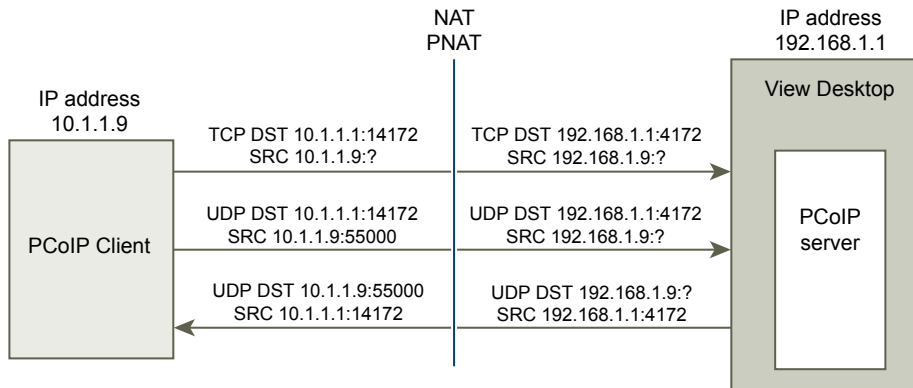 NAT
PNAT
IP address
192.168.1.1
View Desktop
IP address
10.1.1.9
TCP DST 10.1.1.1:14172
SRC 10.1.1.9:?
TCP DST 192.168.1.1:4172
SRC 192.168.1.9:?
PCoIP Client
UDP DST 10.1.1.1:14172
SRC 10.1.1.9:55000
UDP DST 192.168.1.1:4172
SRC 192.168.1.9:?
PCoIP
server
UDP DST 10.1.1.9:55000
SRC 10.1.1.1:14172
UDP DST 192.168.1.9:?
SRC 192.168.1.1:4172